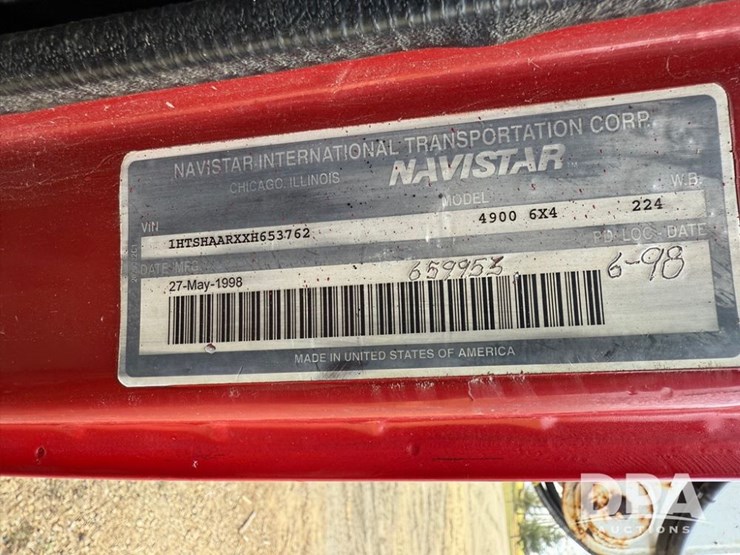 NAVISTAR INTERNATIONAL TRANSPORTATION CORP.
CHICAGO, ILLINOIS NAVISTAR
VIN MODEL W.B.
1HTSHAARXXH653762 4900 6X4 224
DATE MFG PD LOC - DATE
27-May-1998 659953 6-98
MADE IN UNITED STATES OF AMERICA
DPA
AUCTIONS